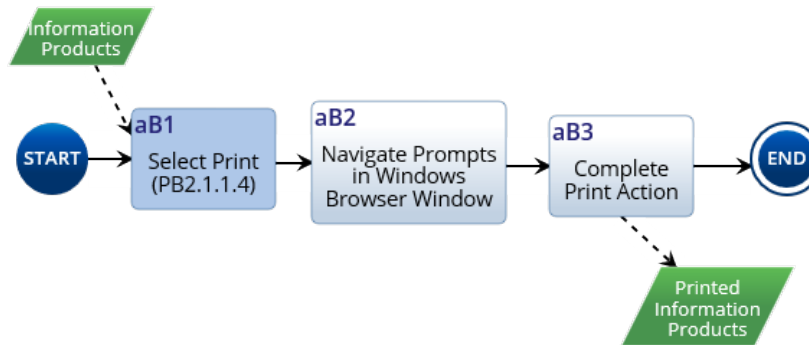 Information
Products
START
aB1
Select Print
(PB2.1.1.4)
aB2
Navigate Prompts
in Windows
Browser Window
aB3
Complete
Print Action
END
Printed
Information
Products